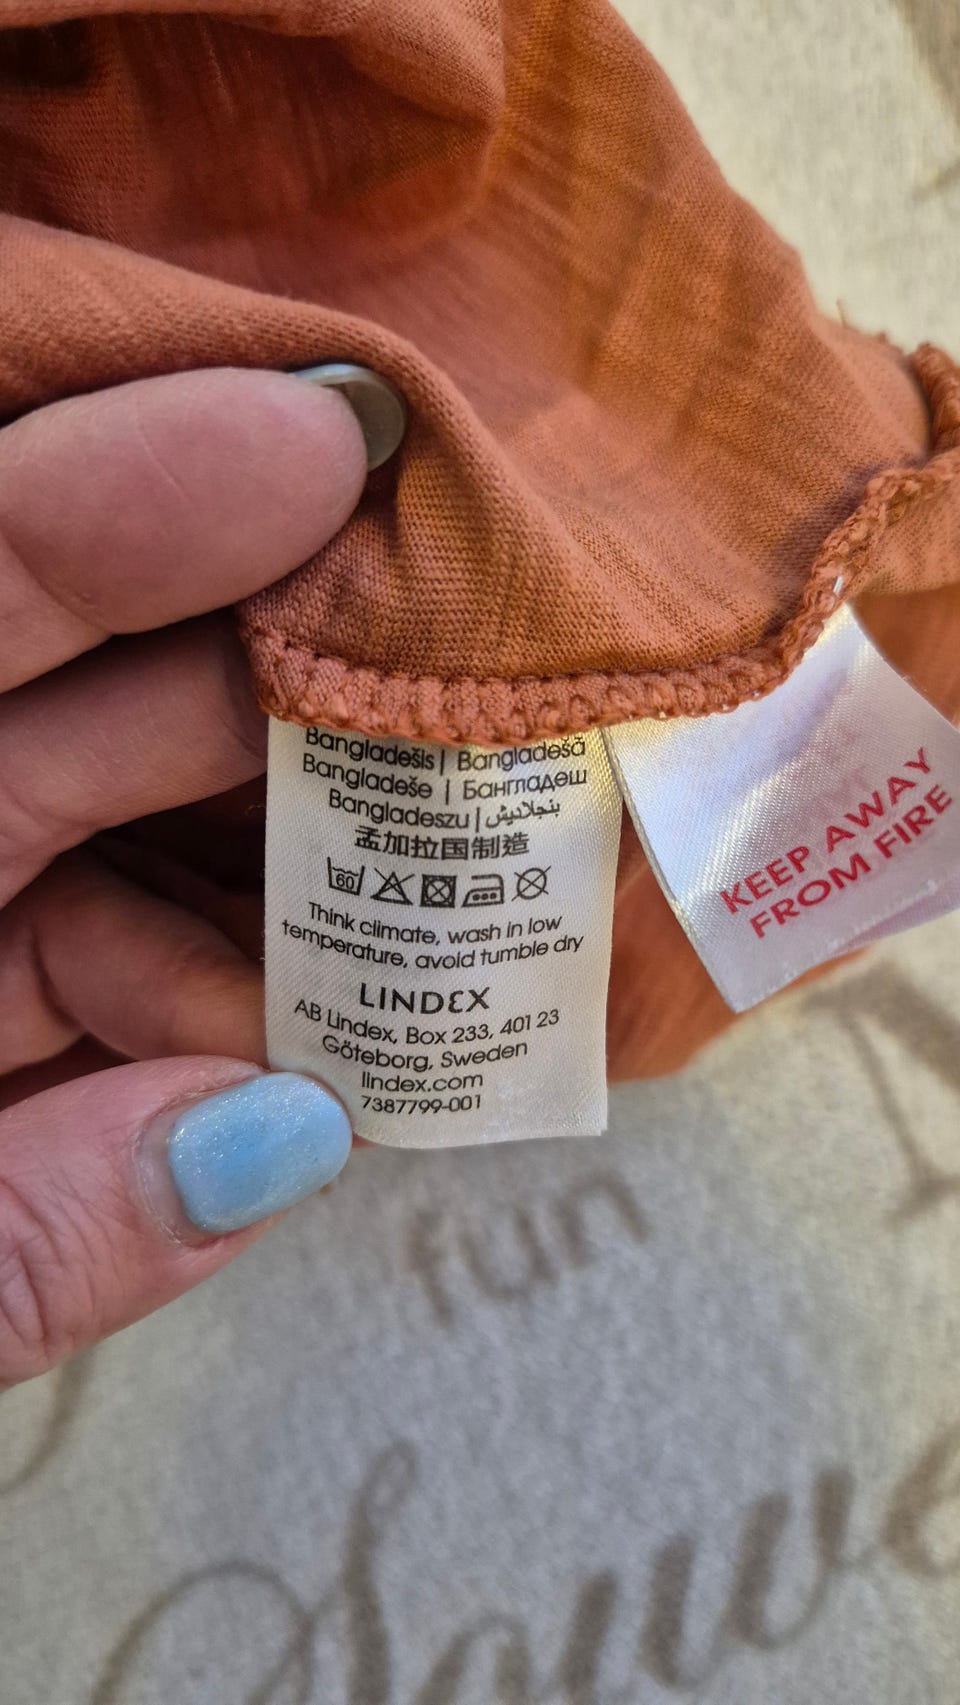 Bangladešis | Bangladešā
Bangladeše | Бангладеш
Bangladeszu | بنجلاديش
孟加拉国制造
60
Think climate, wash in low
temperature, avoid tumble dry
LINDEX
AB Lindex, Box 233, 401 23
Göteborg, Sweden
lindex.com
7387799-001
KEEP AWAY
FROM FIRE
fun